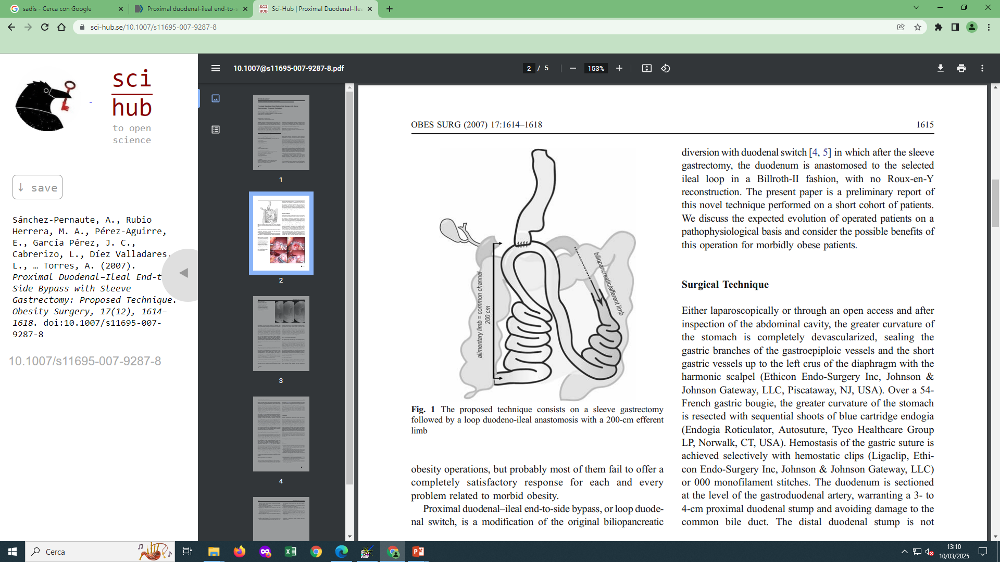 sadis - Cerca con Google
Proximal duodenal-ileal end-to-s
Sci-Hub | Proximal Duodenal–Ilea
sci-hub.se/10.1007/s11695-007-9287-8
sci
hub
to open
science
↓ save
Sánchez-Pernaute, A., Rubio
Herrera, M. A., Pérez-Aguirre,
E., García Pérez, J. C.,
Cabrerizo, L., Díez Valladares,
L., … Torres, A. (2007).
Proximal Duodenal–Ileal End-t
Side Bypass with Sleeve
Gastrectomy: Proposed Technique.
Obesity Surgery, 17(12), 1614–
1618. doi:10.1007/s11695-007-
9287-8
10.1007/s11695-007-9287-8
10.1007@s11695-007-9287-8.pdf
2 / 5
153%
1
2
3
4
OBES SURG (2007) 17:1614–1618 1615
alimentary limb = common channel
200 cm
biliopancreatic/afferent limb
Fig. 1 The proposed technique consists on a sleeve gastrectomy
followed by a loop duodeno-ileal anastomosis with a 200-cm efferent
limb
obesity operations, but probably most of them fail to offer a
completely satisfactory response for each and every
problem related to morbid obesity.
Proximal duodenal–ileal end-to-side bypass, or loop duode-
nal switch, is a modification of the original biliopancreatic
diversion with duodenal switch [4, 5] in which after the sleeve
gastrectomy, the duodenum is anastomosed to the selected
ileal loop in a Billroth-II fashion, with no Roux-en-Y
reconstruction. The present paper is a preliminary report of
this novel technique performed on a short cohort of patients.
We discuss the expected evolution of operated patients on a
pathophysiological basis and consider the possible benefits of
this operation for morbidly obese patients.
Surgical Technique
Either laparoscopically or through an open access and after
inspection of the abdominal cavity, the greater curvature of
the stomach is completely devascularized, sealing the
gastric branches of the gastroepiploic vessels and the short
gastric vessels up to the left crus of the diaphragm with the
harmonic scalpel (Ethicon Endo-Surgery Inc, Johnson &
Johnson Gateway, LLC, Piscataway, NJ, USA). Over a 54-
French gastric bougie, the greater curvature of the stomach
is resected with sequential shoots of blue cartridge endogia
(Endogia Roticulator, Autosuture, Tyco Healthcare Group
LP, Norwalk, CT, USA). Hemostasis of the gastric suture is
achieved selectively with hemostatic clips (Ligaclip, Ethi-
con Endo-Surgery Inc, Johnson & Johnson Gateway, LLC)
or 000 monofilament stitches. The duodenum is sectioned
at the level of the gastroduodenal artery, warranting a 3- to
4-cm proximal duodenal stump and avoiding damage to the
common bile duct. The distal duodenal stump is not
Cerca
13:10
10/03/2025